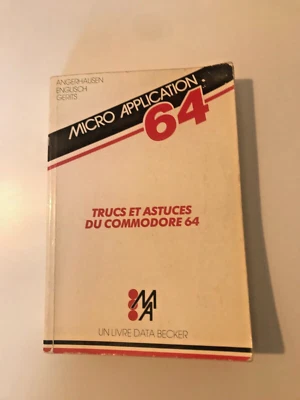 ANGERHAUSEN
ENGLISCH
GERITS
MICRO APPLICATION
64
TRUCS ET ASTUCES
DU COMMODORE 64
MA
UN LIVRE DATA BECKER